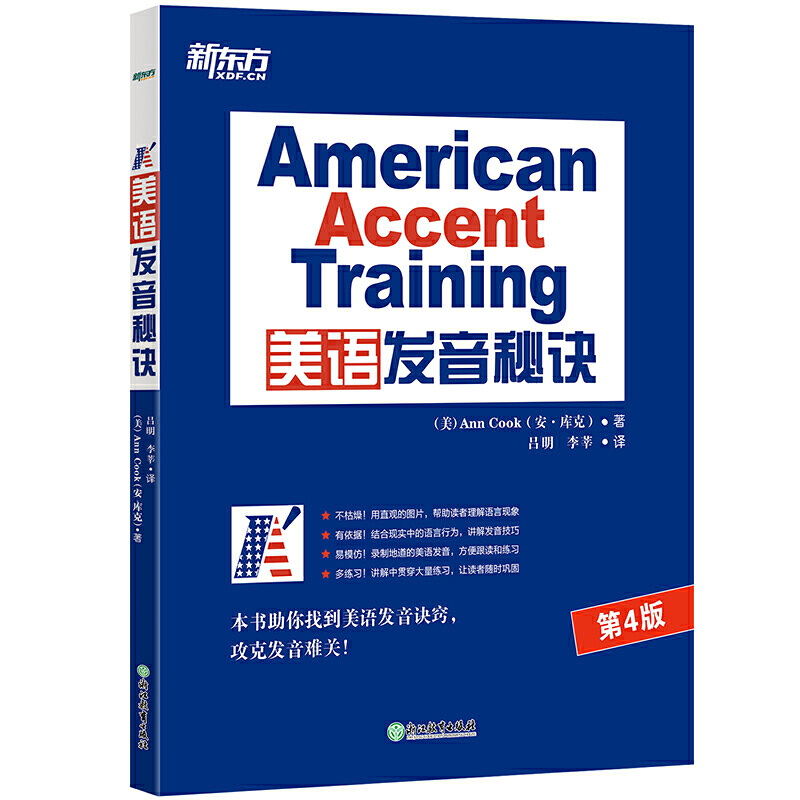 新东方
XDF.CN
美语发音秘诀
吕明 李莘·译
(美)Ann Cook(安·库克)·著
浙江教育出版社
新东方
XDF.CN
American
Accent
Training
美语发音秘诀
(美)Ann Cook(安·库克)•著
吕明 李莘•译
★ 不枯燥!用直观的图片,帮助读者理解语言现象
★ 有依据!结合现实中的语言行为,讲解发音技巧
★ 易模仿!录制地道的美语发音,方便跟读和练习
★ 多练习!讲解中贯穿大量练习,让读者随时巩固
本书助你找到美语发音诀窍,
攻克发音难关!
第4版
浙江教育出版社